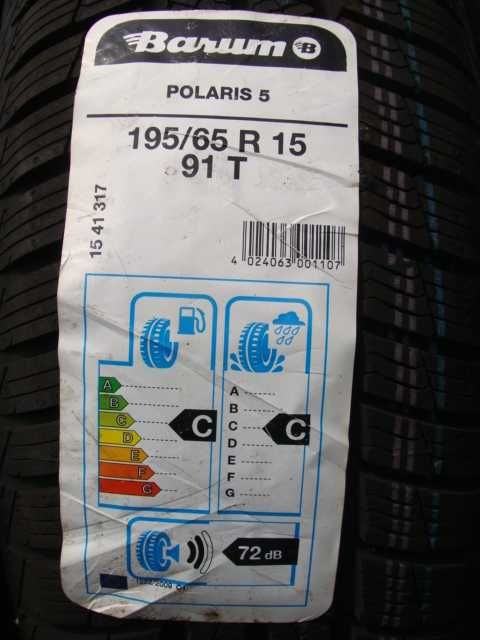 Barum B
POLARIS 5
195/65 R 15
91 T
15 41 317
4 024063 001107
A
B
C
D
E
F
G
C
A
B
C
D
E
F
G
C
72 dB